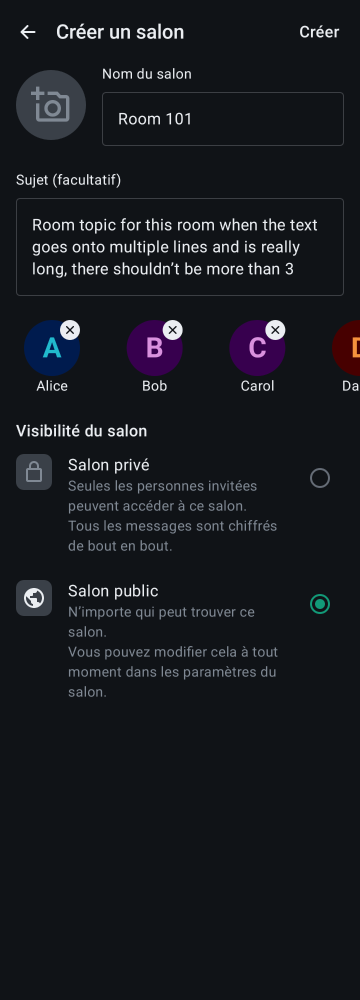 Créer un salon
Créer
Nom du salon
Room 101
Sujet (facultatif)
Room topic for this room when the text
goes onto multiple lines and is really
long, there shouldn’t be more than 3
A
B
C
Alice
Bob
Carol
Da
Visibilité du salon
Salon privé
Seules les personnes invitées
peuvent accéder à ce salon.
Tous les messages sont chiffrés
de bout en bout.
Salon public
N’importe qui peut trouver ce
salon.
Vous pouvez modifier cela à tout
moment dans les paramètres du
salon.